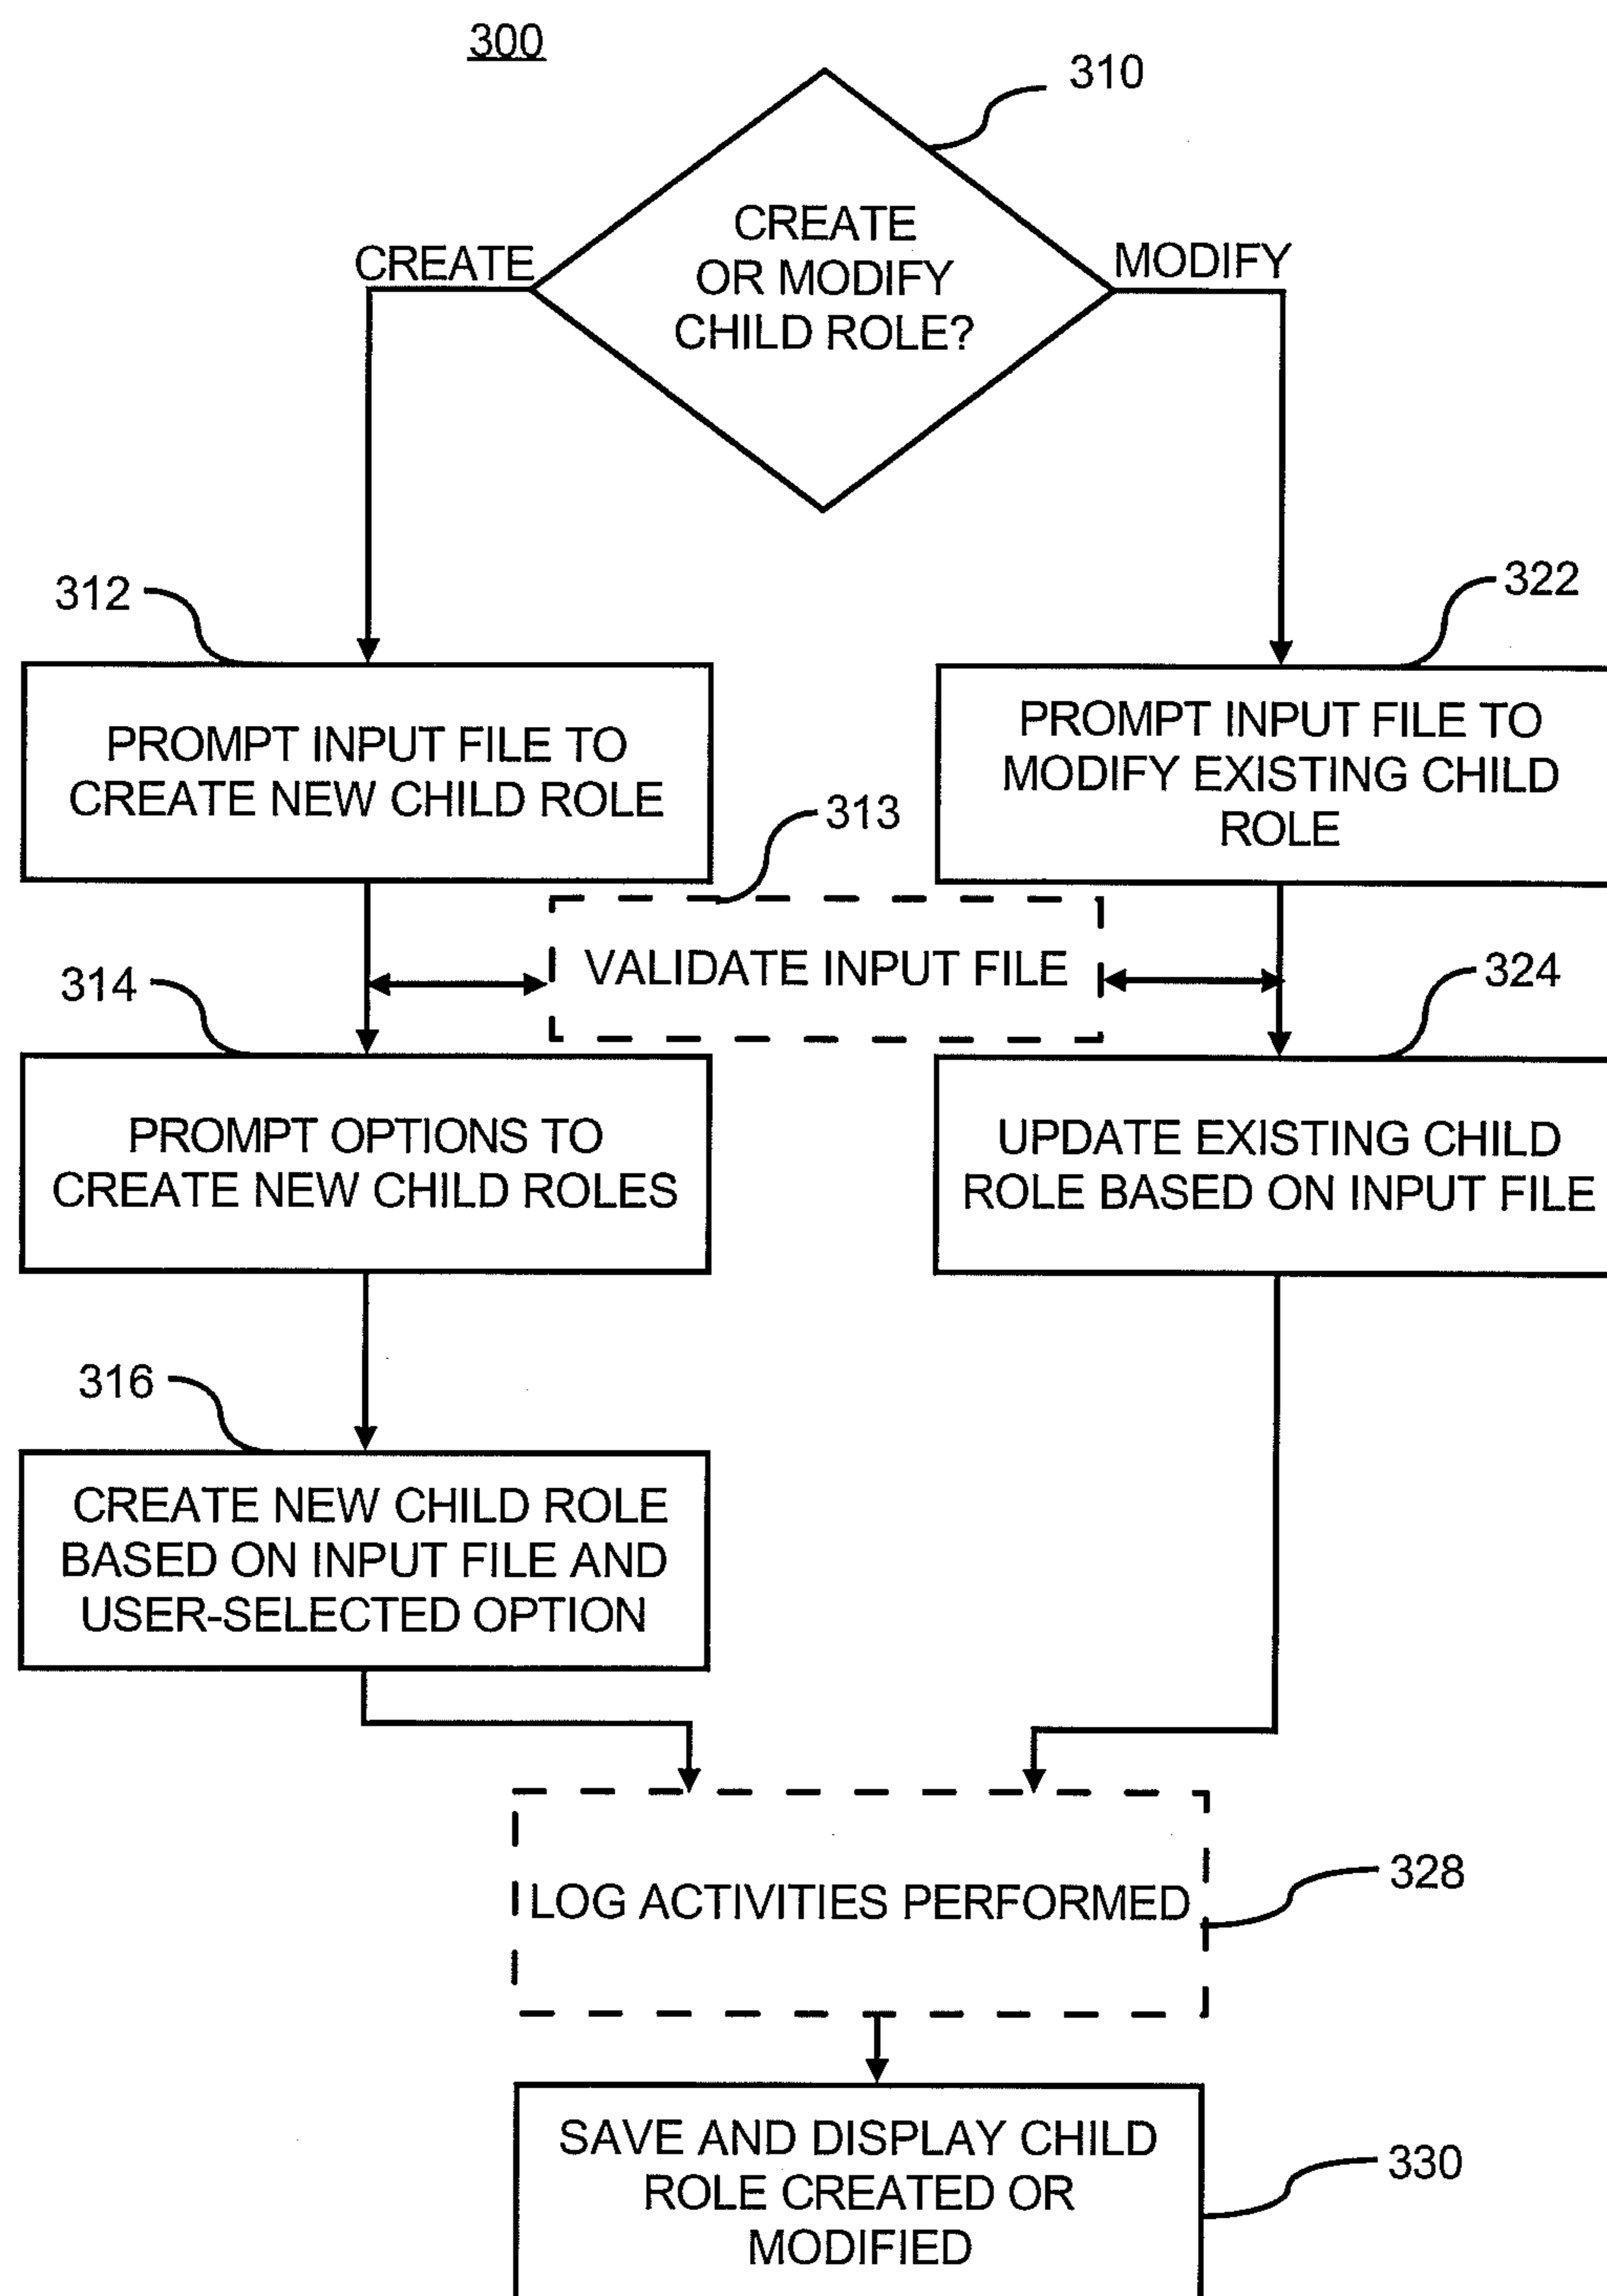 300
310
CREATE
OR MODIFY
CHILD ROLE?
CREATE
MODIFY
312
322
PROMPT INPUT FILE TO
CREATE NEW CHILD ROLE
PROMPT INPUT FILE TO
MODIFY EXISTING CHILD
ROLE
313
VALIDATE INPUT FILE
314
324
PROMPT OPTIONS TO
CREATE NEW CHILD ROLES
UPDATE EXISTING CHILD
ROLE BASED ON INPUT FILE
316
CREATE NEW CHILD ROLE
BASED ON INPUT FILE AND
USER-SELECTED OPTION
LOG ACTIVITIES PERFORMED
328
SAVE AND DISPLAY CHILD
ROLE CREATED OR
MODIFIED
330